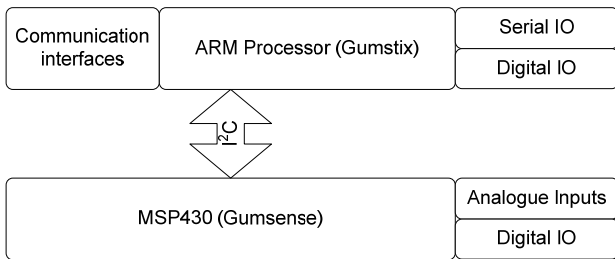 Communication
interfaces
ARM Processor (Gumstix)
Serial IO
Digital IO
I²C
MSP430 (Gumsense)
Analogue Inputs
Digital IO